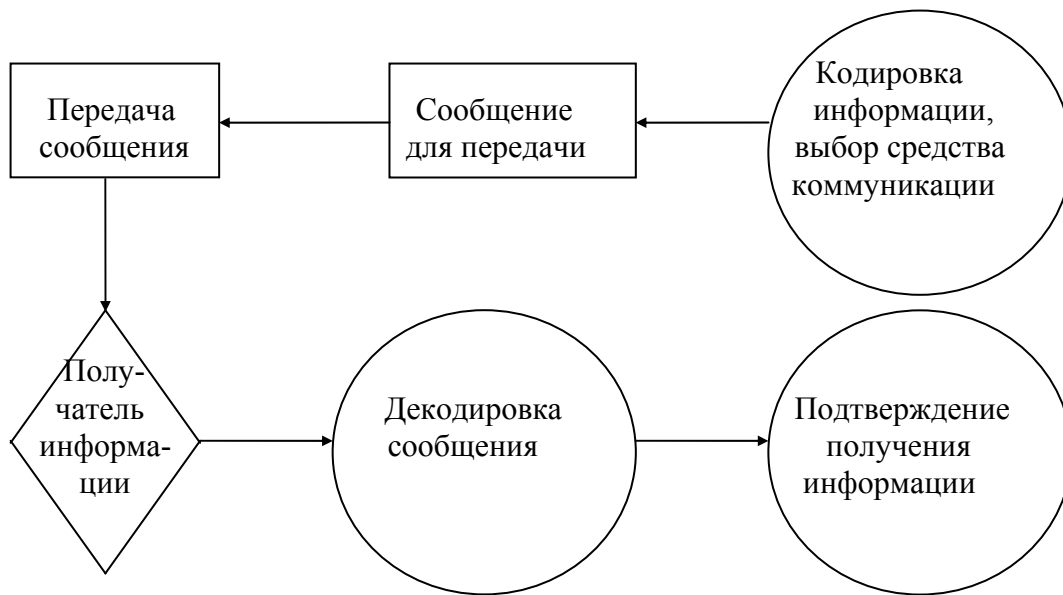 Передача
сообщения
Сообщение
для передачи
Кодировка
информации,
выбор средства
коммуникации
Полу-
чатель
информа-
ции
Декодировка
сообщения
Подтверждение
получения
информации